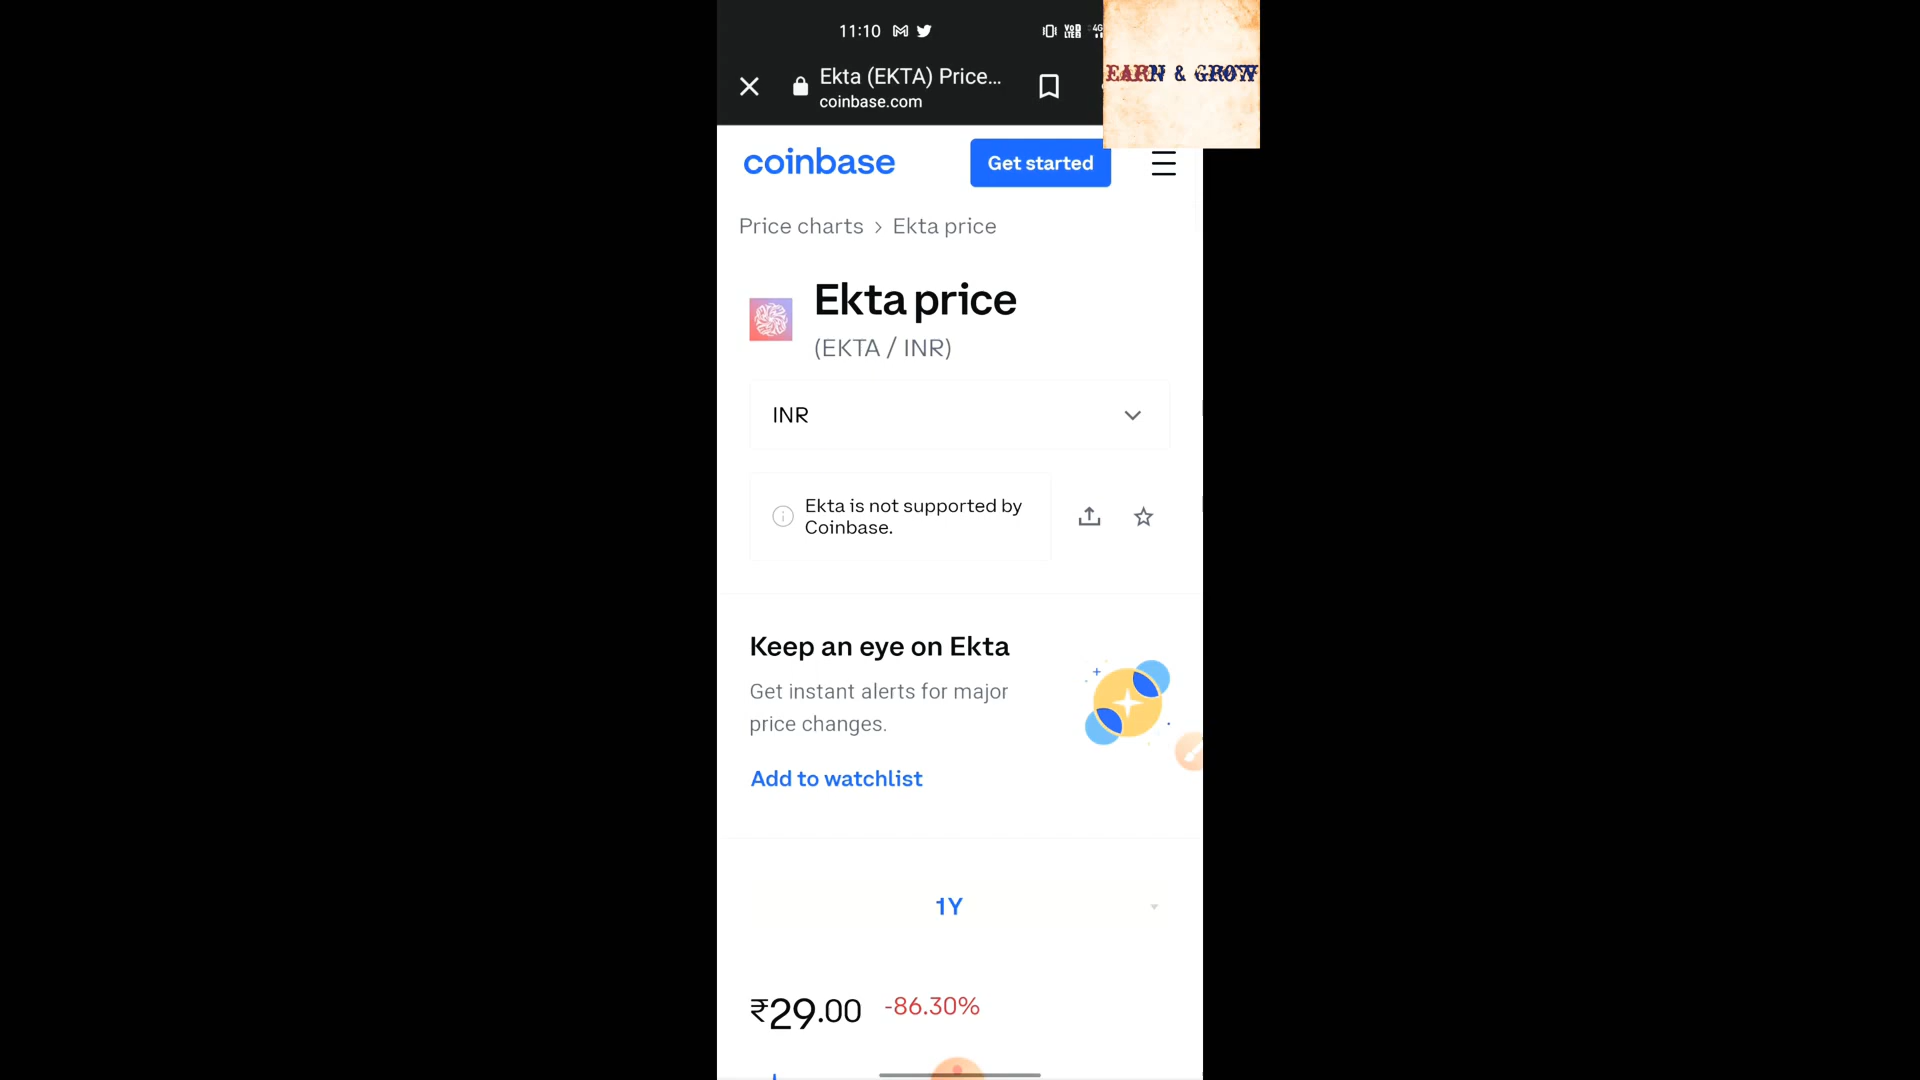 11:10
4G
Ekta (EKTA) Price...
coinbase.com
EARN & GROW
coinbase
Get started
Price charts > Ekta price
Ekta price
(EKTA / INR)
INR
Ekta is not supported by
Coinbase.
Keep an eye on Ekta
Get instant alerts for major
price changes.
Add to watchlist
1Y
₹29.00 -86.30%